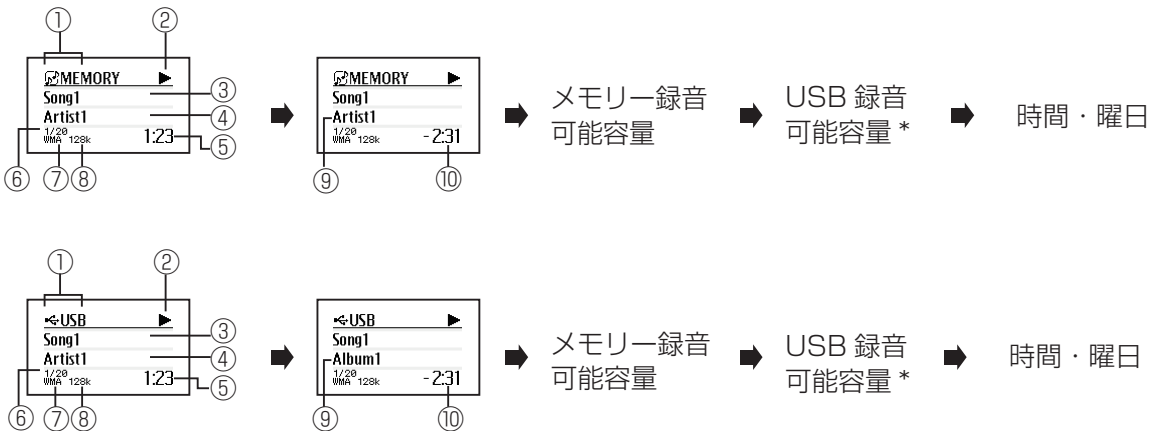 ① ②
MEMORY
Song1 ③
Artist1 ④
1/20
WMA 128k 1:23 ⑤
⑥ ⑦ ⑧
MEMORY
Song1
Artist1
1/20
WMA 128k -2:31
⑨ ⑩
メモリー録音
可能容量
USB 録音
可能容量 *
時間・曜日
① ②
USB
Song1 ③
Artist1 ④
1/20
WMA 128k 1:23 ⑤
⑥ ⑦ ⑧
USB
Song1
Album1
1/20
WMA 128k -2:31
⑨ ⑩
メモリー録音
可能容量
USB 録音
可能容量 *
時間・曜日